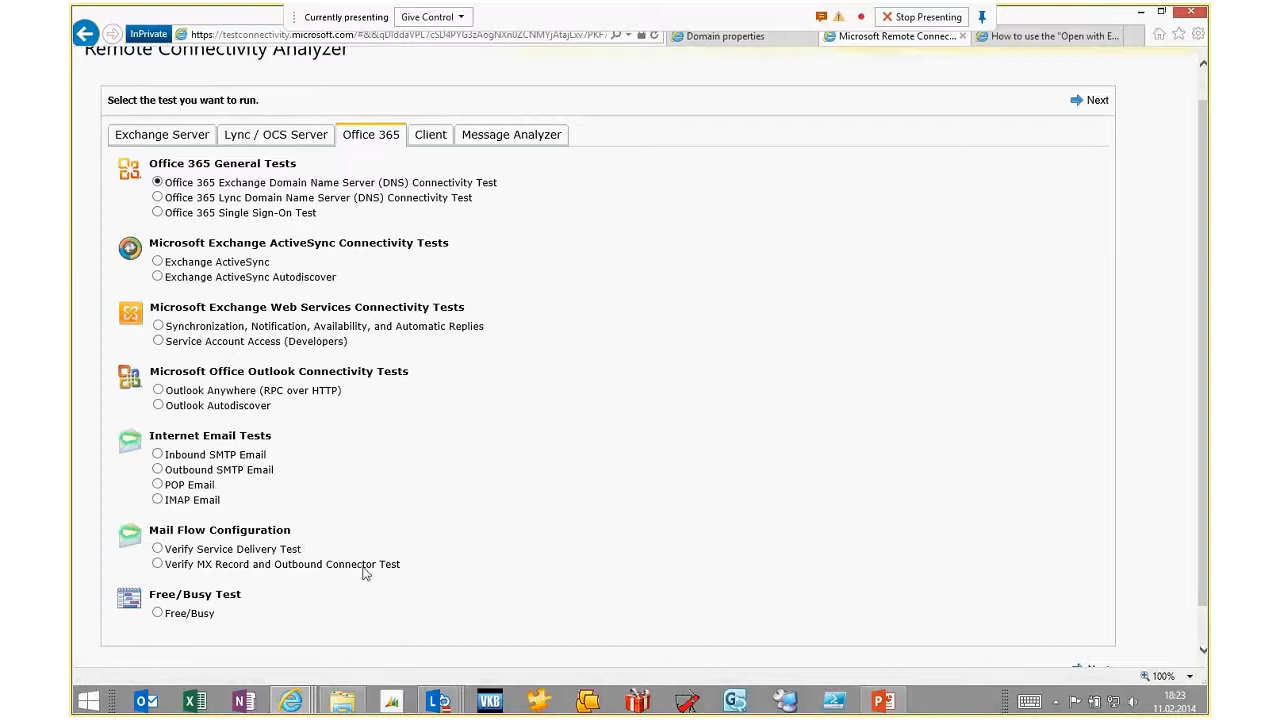 Currently presenting
Give Control
Stop Presenting
InPrivate
Domain properties
Microsoft Remote Connec...
How to use the "Open with E...
Remote Connectivity Analyzer
Select the test you want to run.
Next
Exchange Server
Lync / OCS Server
Office 365
Client
Message Analyzer
Office 365 General Tests
Office 365 Exchange Domain Name Server (DNS) Connectivity Test
Office 365 Lync Domain Name Server (DNS) Connectivity Test
Office 365 Single Sign-On Test
Microsoft Exchange ActiveSync Connectivity Tests
Exchange ActiveSync
Exchange ActiveSync Autodiscover
Microsoft Exchange Web Services Connectivity Tests
Synchronization, Notification, Availability, and Automatic Replies
Service Account Access (Developers)
Microsoft Office Outlook Connectivity Tests
Outlook Anywhere (RPC over HTTP)
Outlook Autodiscover
Internet Email Tests
Inbound SMTP Email
Outbound SMTP Email
POP Email
IMAP Email
Mail Flow Configuration
Verify Service Delivery Test
Verify MX Record and Outbound Connector Test
Free/Busy Test
Free/Busy
100%
VKB
18:23
11.02.2014